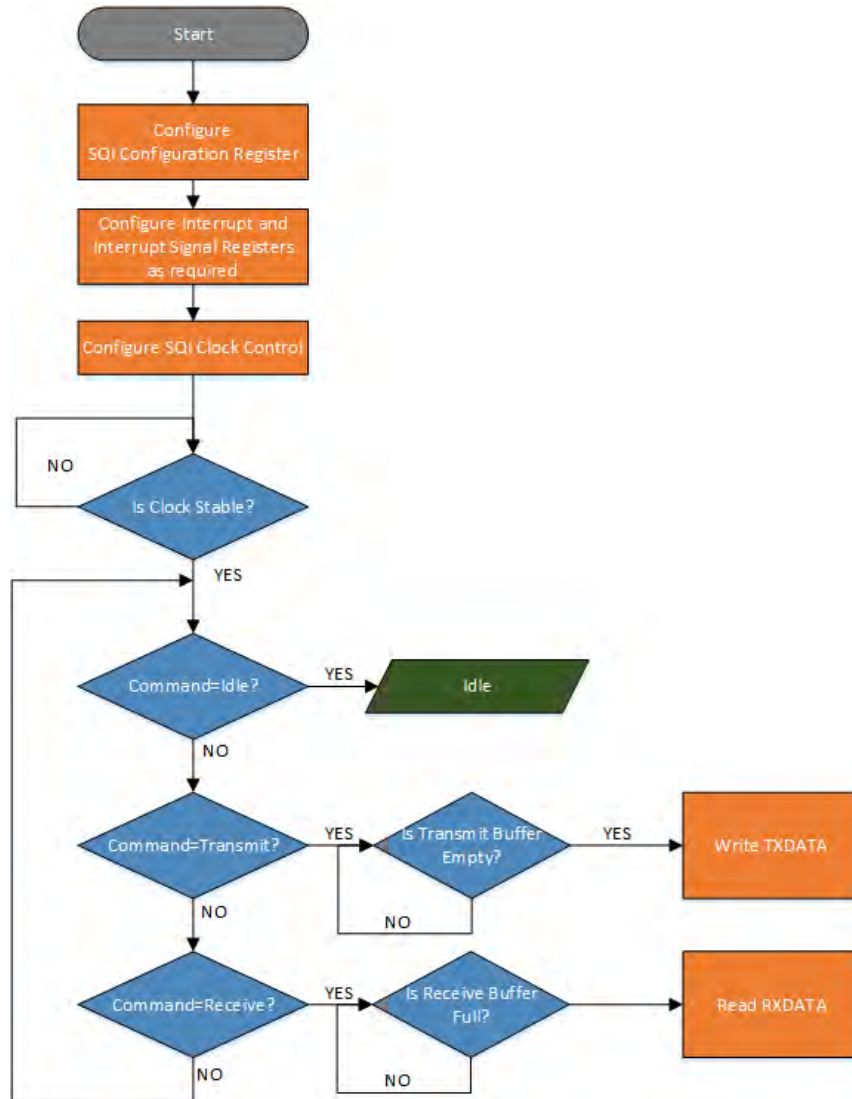 Start
Configure
SQI Configuration Register
Configure Interrupt and
Interrupt Signal Registers
as required
Configure SQI Clock Control
NO
Is Clock Stable?
YES
Command=Idle?
YES
Idle
NO
Command=Transmit?
YES
Is Transmit Buffer
Empty?
YES
Write TXDATA
NO
NO
Command=Receive?
YES
Is Receive Buffer
Full?
Read RXDATA
NO
NO